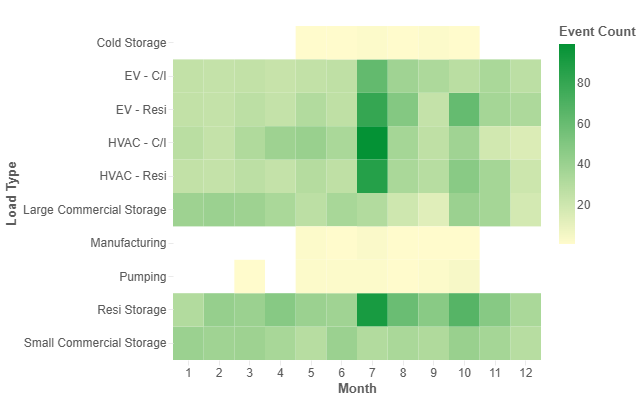 Event Count
Cold Storage
EV - C/I
80
EV - Resi
60
HVAC - C/I
40
HVAC - Resi
20
Large Commercial Storage
Load Type
Manufacturing
Pumping
Resi Storage
Small Commercial Storage
1 2 3 4 5 6 7 8 9 10 11 12
Month